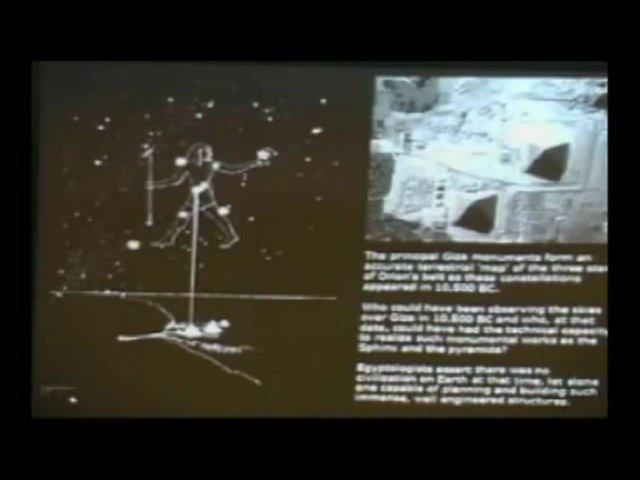 The principal Giza monuments form an
accurate terrestrial 'map' of the three star
of Orion's belt as these constellations
appeared in 10,500 BC.
Who could have been observing the skies
over Giza in 10,500 BC and who, at that
date, could have had the technical capacity
to realize such monumental works as the
Sphinx and the pyramids?
Egyptologists assert there was no
civilization on Earth at that time, let alone
one capable of planning and building such
immense, well engineered structures.